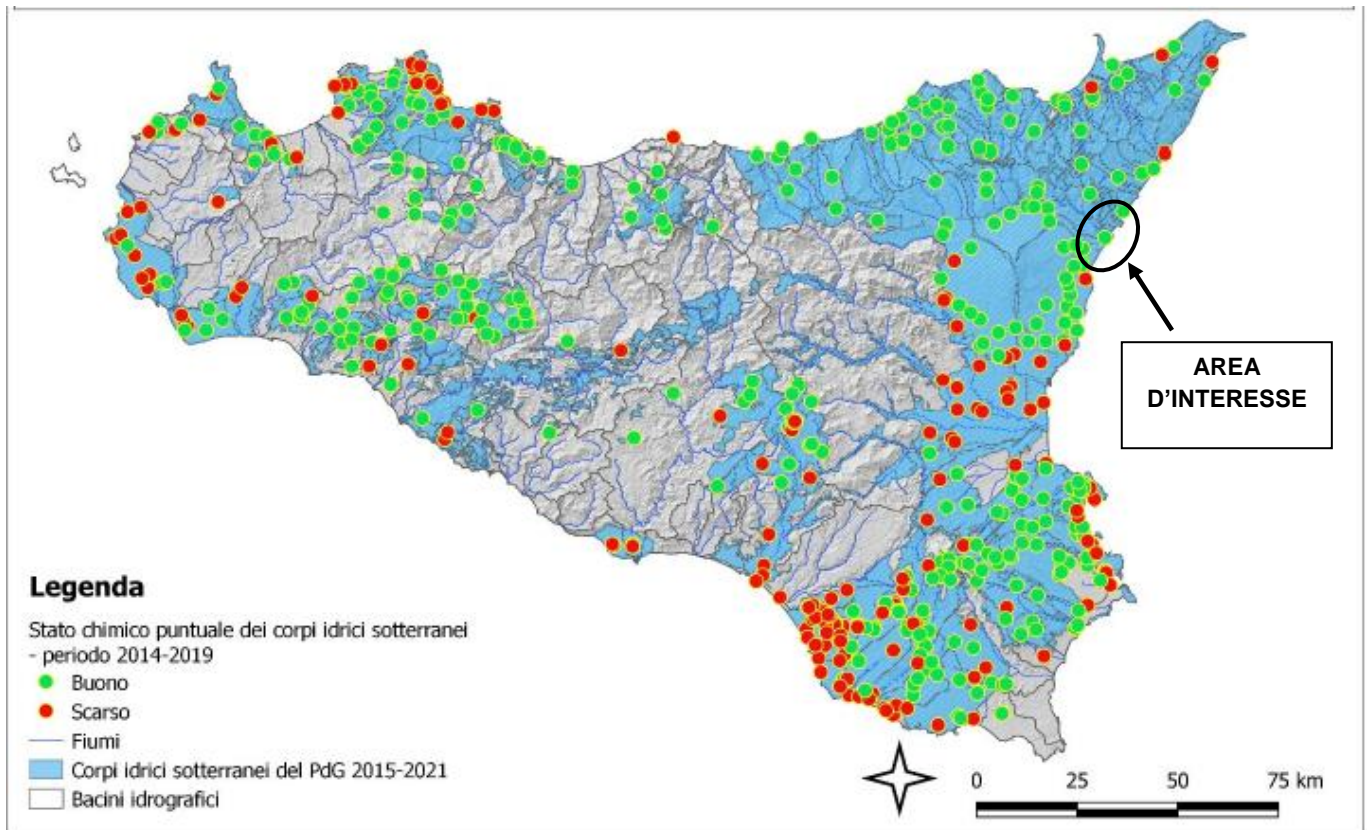 AREA
D'INTERESSE
Legenda
Stato chimico puntuale dei corpi idrici sotterranei
- periodo 2014-2019
Buono
Scarso
Fiumi
Corpi idrici sotterranei del PdG 2015-2021
Bacini idrografici
0 25 50 75 km